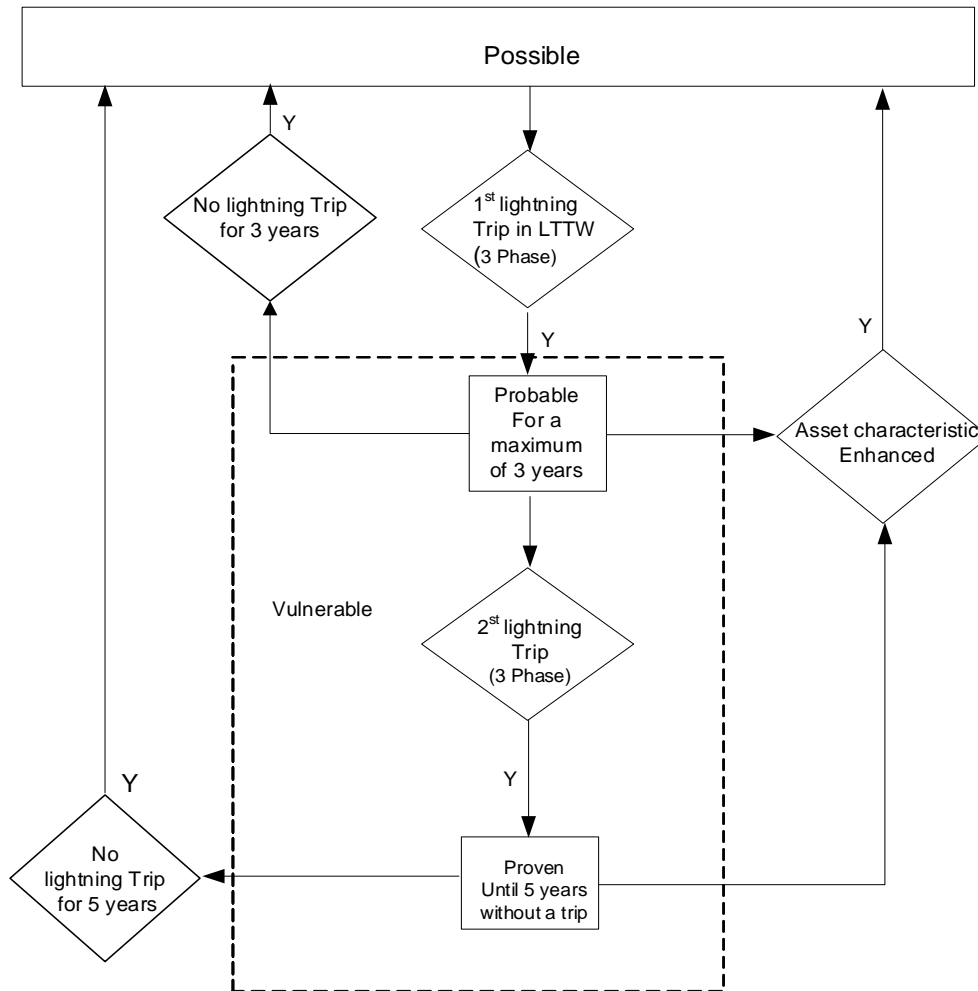 Possible
Y
No lightning Trip
for 3 years
1st lightning
Trip in LTTW
(3 Phase)
Y
Y
Probable
For a
maximum
of 3 years
Asset characteristic
Enhanced
Vulnerable
2st lightning
Trip
(3 Phase)
Y
Y
No
lightning Trip
for 5 years
Proven
Until 5 years
without a trip